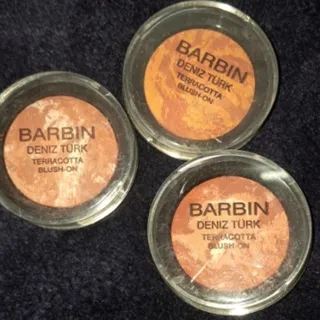 BARBIN
DENIZ TÜRK
TERRACOTTA
BLUSH-ON
BARBIN
DENIZ TÜRK
TERRACOTTA
BLUSH-ON
BARBIN
DENIZ TÜRK
TERRACOTTA
BLUSH-ON